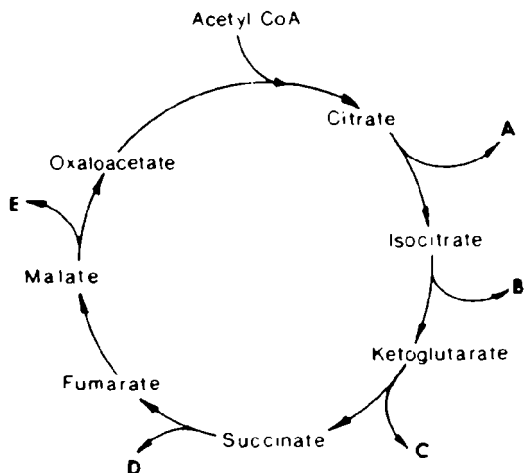 Acetyl CoA
Citrate
A
Oxaloacetate
E
Isocitrate
Malate
B
Ketoglutarate
Fumarate
Succinate
C
D